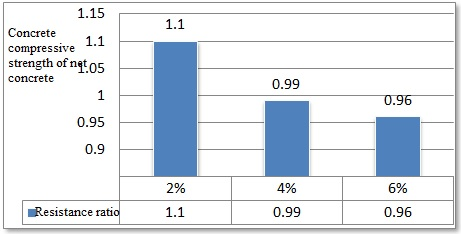 1.15
Concrete
compressive
strength of net
concrete
1.1
1.05
1
0.95
0.9
1.1
0.99
0.96
2% 4% 6%
Resistance ratio 1.1 0.99 0.96